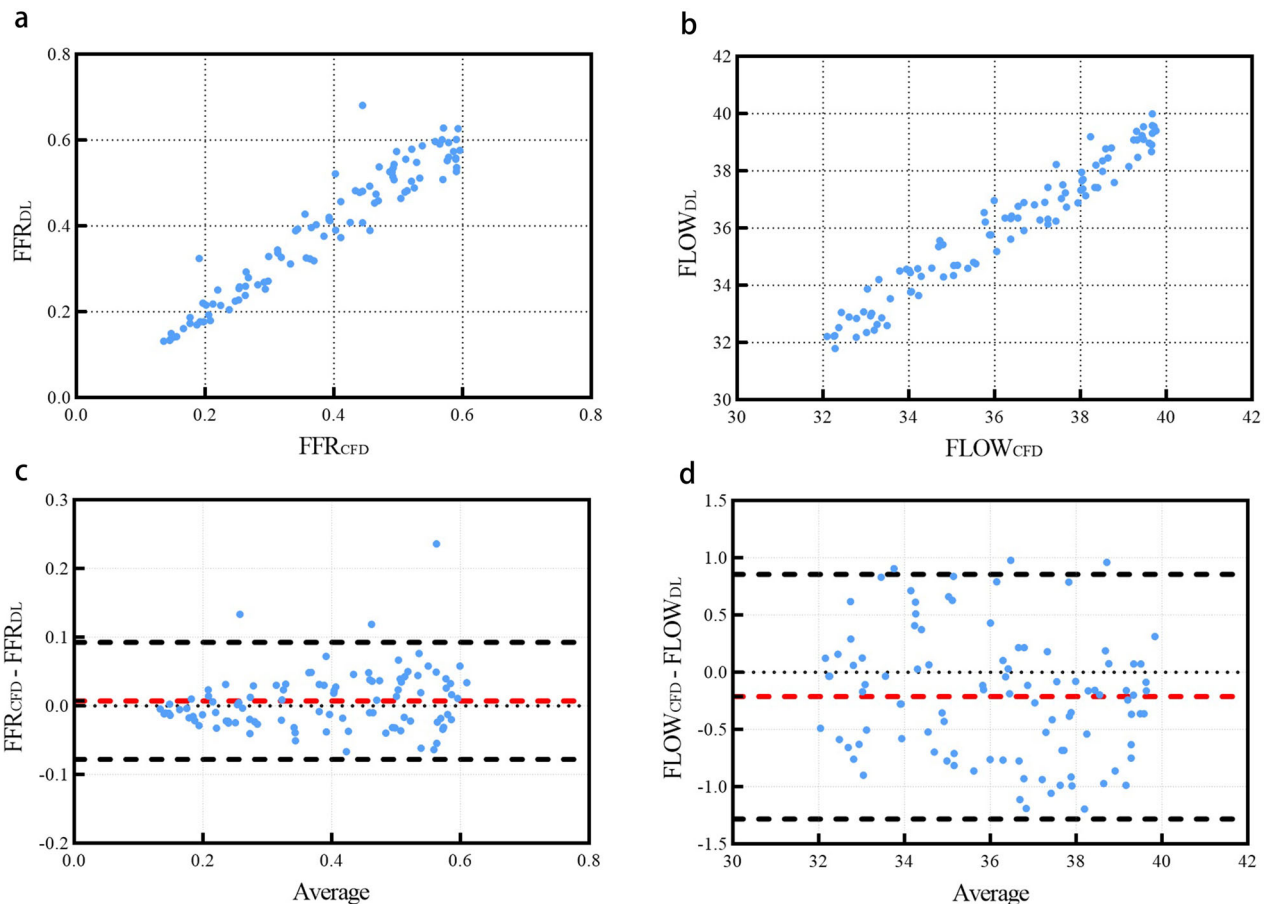 a
0.8
0.6
0.4
0.2
0.0
0.0 0.2 0.4 0.6 0.8
FFRDL
FFRCFD
b
42
40
38
36
34
32
30
30 32 34 36 38 40 42
FLOWDL
FLOWCFD
c
0.3
0.2
0.1
0.0
-0.1
-0.2
0.0 0.2 0.4 0.6 0.8
FFRCFD - FFRDL
Average
d
1.5
1.0
0.5
0.0
-0.5
-1.0
-1.5
30 32 34 36 38 40 42
FLOWCFD - FLOWDL
Average